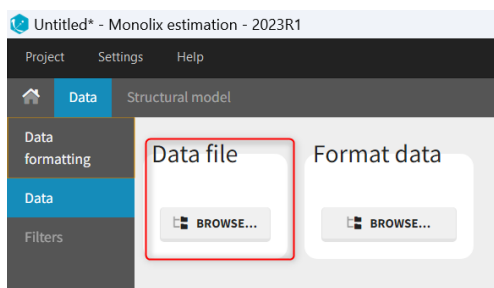 Untitled* - Monolix estimation - 2023R1
Project Settings Help
Data Structural model
Data
formatting
Data
Filters
Data file
BROWSE...
Format data
BROWSE...